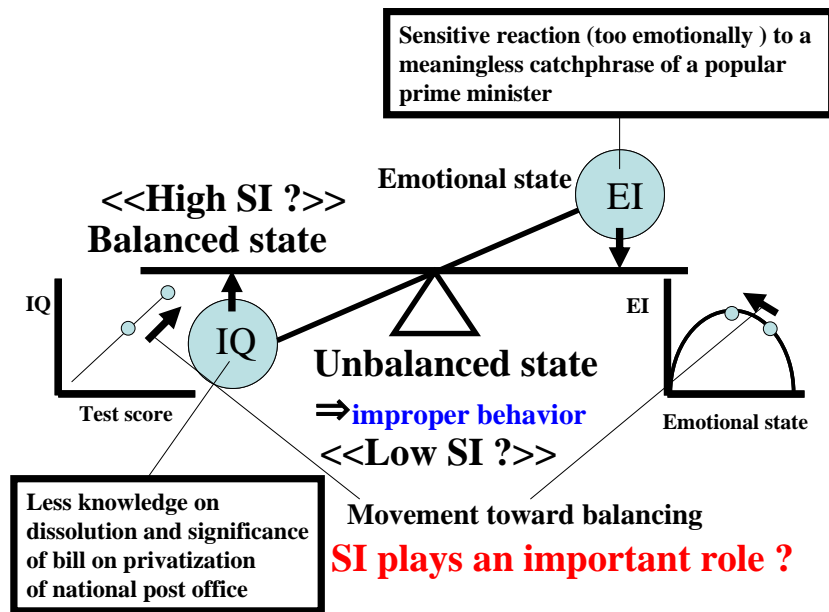 Sensitive reaction (too emotionally ) to a
meaningless catchphrase of a popular
prime minister
Emotional state
EI
<<High SI ?>>
Balanced state
IQ
Test score
IQ
EI
Emotional state
Unbalanced state
⇒improper behavior
<<Low SI ?>>
Less knowledge on
dissolution and significance
of bill on privatization
of national post office
Movement toward balancing
SI plays an important role ?